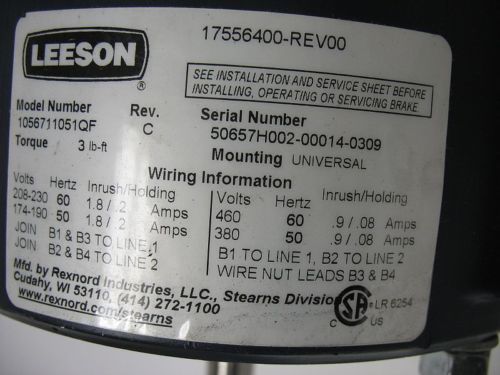 LEESON
®
17556400-REV00
SEE INSTALLATION AND SERVICE SHEET BEFORE
INSTALLING, OPERATING OR SERVICING BRAKE.
Model Number Rev. Serial Number
1056711051QF C 50657H002-00014-0309
Torque 3 lb-ft Mounting UNIVERSAL
Wiring Information
Volts Hertz Inrush/Holding
208-230 60 1.8 / .2 Amps
174-190 50 1.8 / .2 Amps
JOIN B1 & B3 TO LINE 1
JOIN B2 & B4 TO LINE 2
Volts Hertz Inrush/Holding
460 60 .9 / .08 Amps
380 50 .9 / .08 Amps
B1 TO LINE 1, B2 TO LINE 2
WIRE NUT LEADS B3 & B4
Mfd. by Rexnord Industries, LLC., Stearns Division
Cudahy, WI 53110, (414) 272-1100
www.rexnord.com/stearns
C SA ® LR 6254
C US